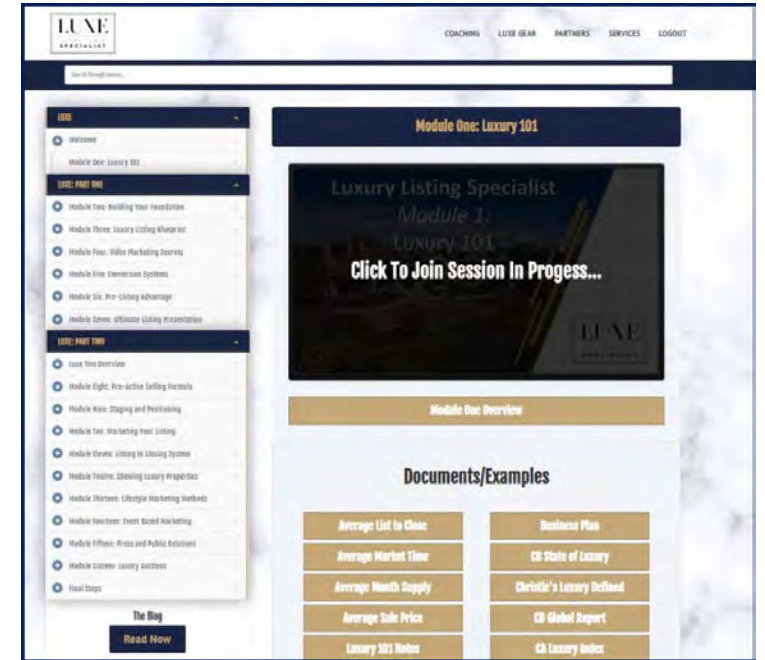 LUXE
SPECIALIST
COACHING LUXE GEAR PARTNERS SERVICES LOGOUT
LUXE
Welcome
Module One: Luxury 101
LUXE: PART ONE
Module Two: Building Your Foundation
Module Three: Luxury Listing Blueprint
Module Four: Video Marketing Secrets
Module Five: Conversion Systems
Module Six: Pre-Listing Advantage
Module Seven: Ultimate Listing Presentation
LUXE: PART TWO
Luxe Two Overview
Module Eight: Pro-Active Selling Formula
Module Nine: Staging and Positioning
Module Ten: Marketing Your Listing
Module Eleven: Listing to Closing System
Module Twelve: Showing Luxury Properties
Module Thirteen: Lifestyle Marketing Methods
Module Fourteen: Event Based Marketing
Module Fifteen: Press and Public Relations
Module Sixteen: Luxury Auctions
Final Steps
The Blog
Read Now
Module One: Luxury 101
Luxury Listing Specialist
Module 1:
Luxury 101
Click To Join Session In Progess...
LUXE
SPECIALIST
Module One Overview
Documents/Examples
Average List to Close
Business Plan
Average Market Time
CB State of Luxury
Average Month Supply
Christie's Luxury Defined
Average Sale Price
CB Global Report
Luxury 101 Notes
CA Luxury Index